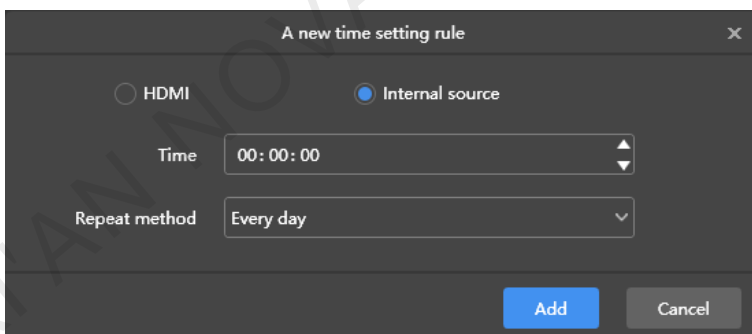 A new time setting rule
HDMI Internal source
Time 00:00:00
Repeat method Every day
Add Cancel